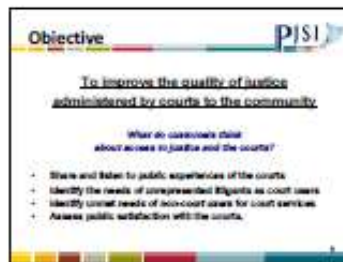 Objective
PJSI
To improve the quality of justice
administered by courts to the community
What do customers think
about access to justice and the courts?
• Share and listen to public experiences of the courts
• Identify the needs of unrepresented litigants as court users
• Identify unmet needs of non-court users for court services
• Assess public satisfaction with the courts.